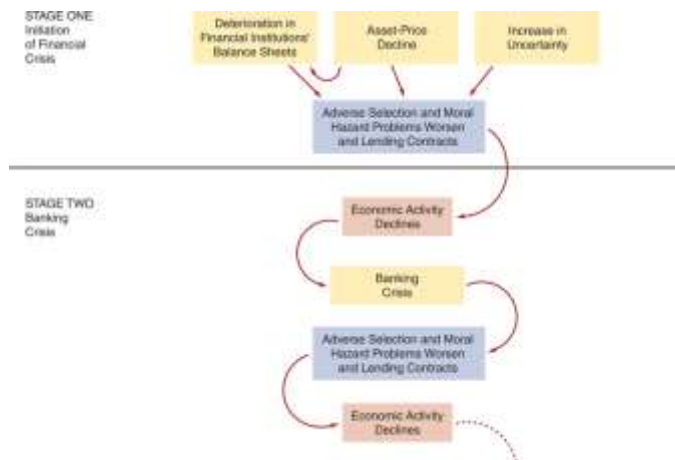 STAGE ONE
Initiation
of Financial
Crisis
Deterioration in
Financial Institutions'
Balance Sheets
Asset-Price
Decline
Increase in
Uncertainty
Adverse Selection and Moral
Hazard Problems Worsen
and Lending Contracts
STAGE TWO
Banking
Crisis
Economic Activity
Declines
Banking
Crisis
Adverse Selection and Moral
Hazard Problems Worsen
and Lending Contracts
Economic Activity
Declines